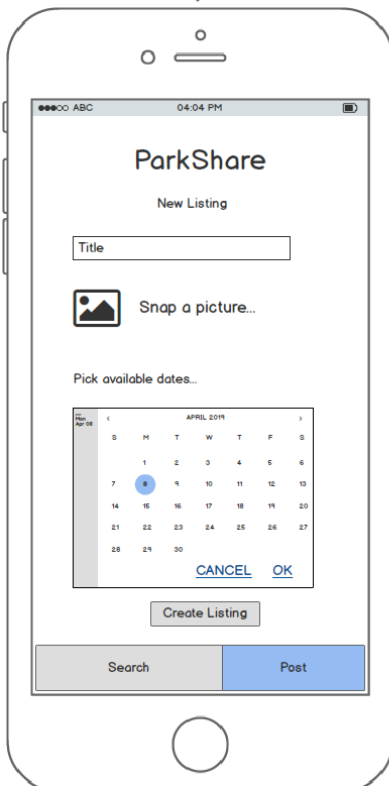 ABC 04:04 PM
ParkShare
New Listing
Title
Snap a picture...
Pick available dates...
Mon
Apr 08
< APRIL 2019 >
S M T W T F S
1 2 3 4 5 6
7 8 9 10 11 12 13
14 15 16 17 18 19 20
21 22 23 24 25 26 27
28 29 30
CANCEL OK
Create Listing
Search Post